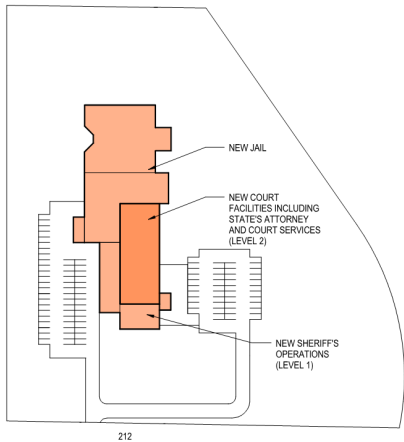 NEW JAIL
NEW COURT
FACILITIES INCLUDING
STATE'S ATTORNEY
AND COURT SERVICES
(LEVEL 2)
NEW SHERIFF'S
OPERATIONS
(LEVEL 1)
212